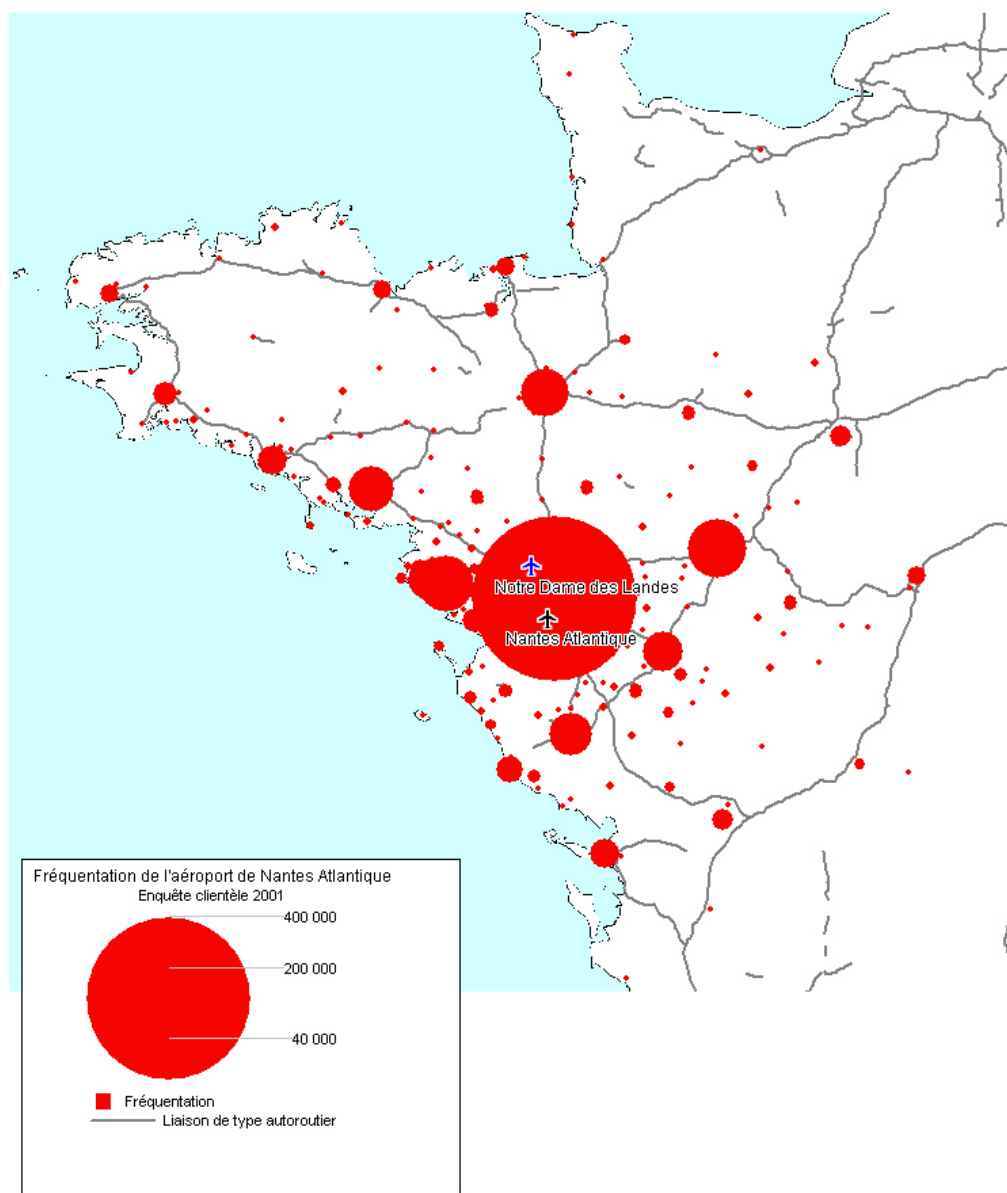 Notre Dame des Landes
Nantes Atlantique
Fréquentation de l'aéroport de Nantes Atlantique
Enquête clientèle 2001
400 000
200 000
40 000
Fréquentation
Liaison de type autoroutier